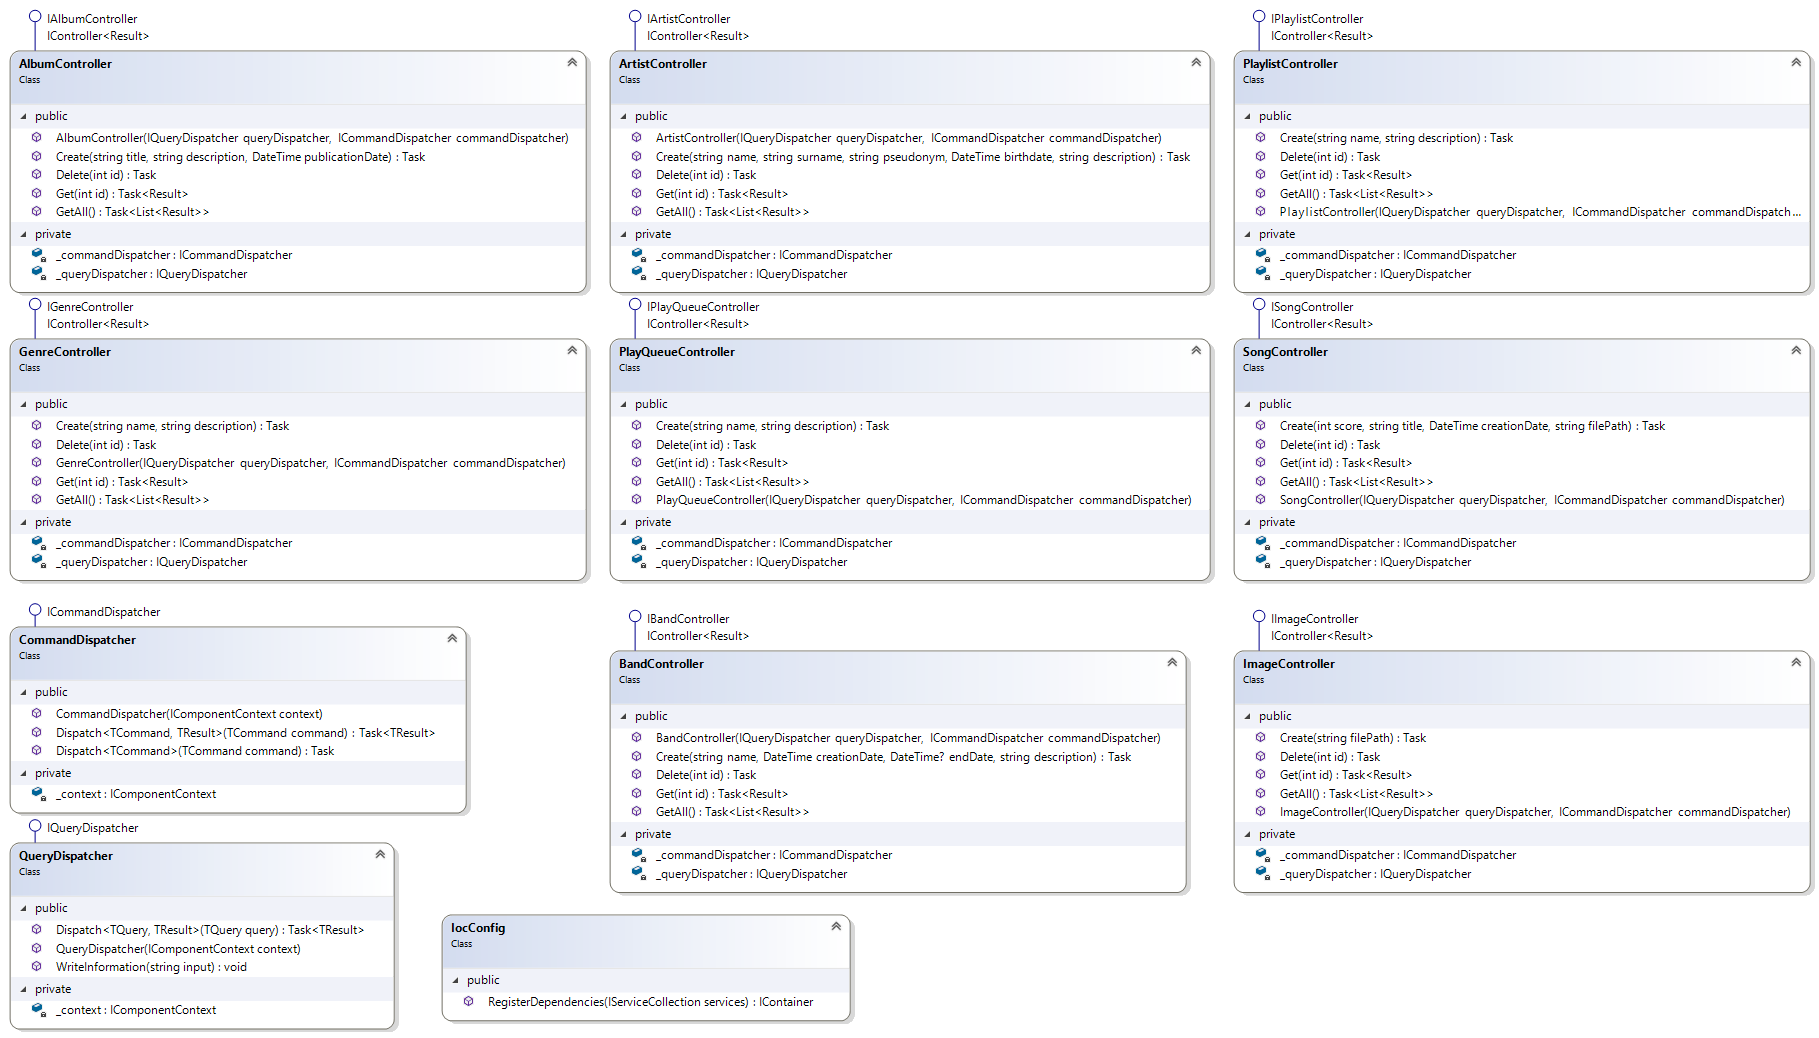 IAlbumController
IController<Result>
AlbumController
Class
public
AlbumController(IQueryDispatcher queryDispatcher, ICommandDispatcher commandDispatcher)
Create(string title, string description, DateTime publicationDate) : Task
Delete(int id) : Task
Get(int id) : Task<Result>
GetAll() : Task<List<Result>>
private
_commandDispatcher : ICommandDispatcher
_queryDispatcher : IQueryDispatcher
IArtistController
IController<Result>
ArtistController
Class
public
ArtistController(IQueryDispatcher queryDispatcher, ICommandDispatcher commandDispatcher)
Create(string name, string surname, string pseudonym, DateTime birthdate, string description) : Task
Delete(int id) : Task
Get(int id) : Task<Result>
GetAll() : Task<List<Result>>
private
_commandDispatcher : ICommandDispatcher
_queryDispatcher : IQueryDispatcher
IPlaylistController
IController<Result>
PlaylistController
Class
public
Create(string name, string description) : Task
Delete(int id) : Task
Get(int id) : Task<Result>
GetAll() : Task<List<Result>>
PlaylistController(IQueryDispatcher queryDispatcher, ICommandDispatcher commandDispatch...
private
_commandDispatcher : ICommandDispatcher
_queryDispatcher : IQueryDispatcher
IGenreController
IController<Result>
GenreController
Class
public
Create(string name, string description) : Task
Delete(int id) : Task
GenreController(IQueryDispatcher queryDispatcher, ICommandDispatcher commandDispatcher)
Get(int id) : Task<Result>
GetAll() : Task<List<Result>>
private
_commandDispatcher : ICommandDispatcher
_queryDispatcher : IQueryDispatcher
IPlayQueueController
IController<Result>
PlayQueueController
Class
public
Create(string name, string description) : Task
Delete(int id) : Task
Get(int id) : Task<Result>
GetAll() : Task<List<Result>>
PlayQueueController(IQueryDispatcher queryDispatcher, ICommandDispatcher commandDispatcher)
private
_commandDispatcher : ICommandDispatcher
_queryDispatcher : IQueryDispatcher
ISongController
IController<Result>
SongController
Class
public
Create(int score, string title, DateTime creationDate, string filePath) : Task
Delete(int id) : Task
Get(int id) : Task<Result>
GetAll() : Task<List<Result>>
SongController(IQueryDispatcher queryDispatcher, ICommandDispatcher commandDispatcher)
private
_commandDispatcher : ICommandDispatcher
_queryDispatcher : IQueryDispatcher
ICommandDispatcher
CommandDispatcher
Class
public
CommandDispatcher(IComponentContext context)
Dispatch<TCommand, TResult>(TCommand command) : Task<TResult>
Dispatch<TCommand>(TCommand command) : Task
private
_context : IComponentContext
IBandController
IController<Result>
BandController
Class
public
BandController(IQueryDispatcher queryDispatcher, ICommandDispatcher commandDispatcher)
Create(string name, DateTime creationDate, DateTime? endDate, string description) : Task
Delete(int id) : Task
Get(int id) : Task<Result>
GetAll() : Task<List<Result>>
private
_commandDispatcher : ICommandDispatcher
_queryDispatcher : IQueryDispatcher
IImageController
IController<Result>
ImageController
Class
public
Create(string filePath) : Task
Delete(int id) : Task
Get(int id) : Task<Result>
GetAll() : Task<List<Result>>
ImageController(IQueryDispatcher queryDispatcher, ICommandDispatcher commandDispatcher)
private
_commandDispatcher : ICommandDispatcher
_queryDispatcher : IQueryDispatcher
IQueryDispatcher
QueryDispatcher
Class
public
Dispatch<TQuery, TResult>(TQuery query) : Task<TResult>
QueryDispatcher(IComponentContext context)
WriteInformation(string input) : void
private
_context : IComponentContext
IocConfig
Class
public
RegisterDependencies(IServiceCollection services) : IContainer